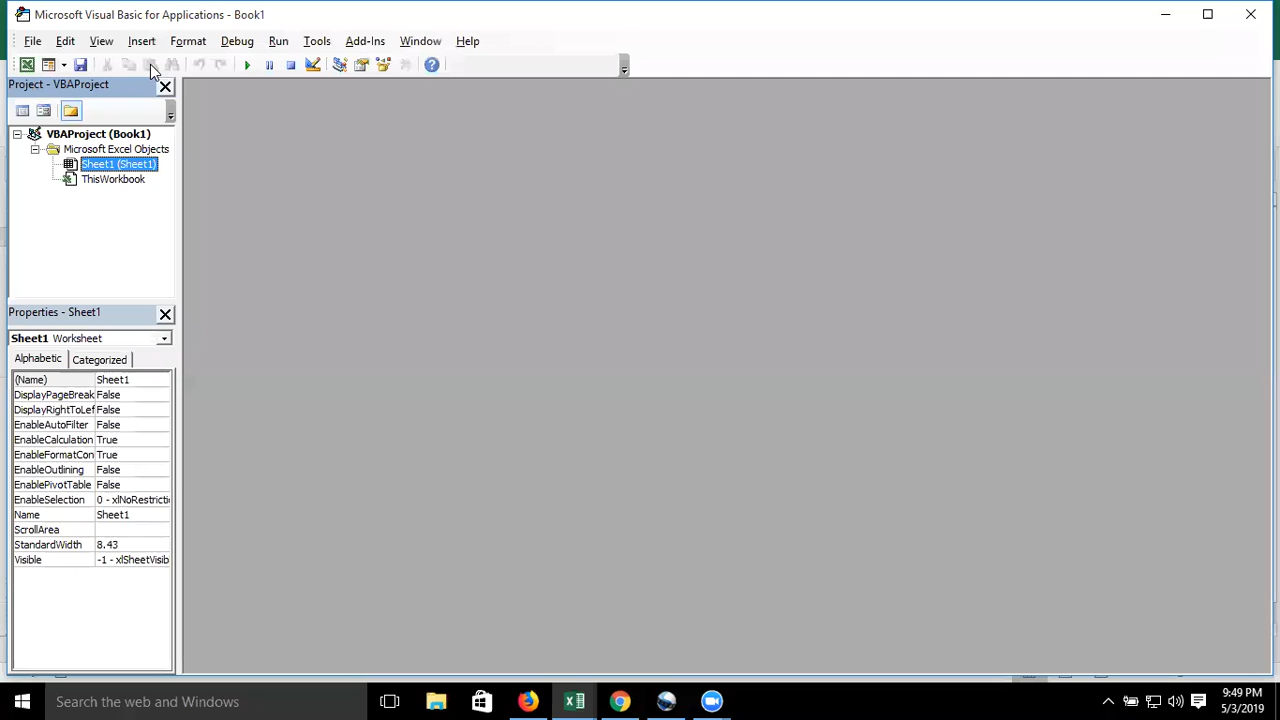 Microsoft Visual Basic for Applications - Book1
File Edit View Insert Format Debug Run Tools Add-Ins Window Help
Project - VBAProject
VBAProject (Book1)
Microsoft Excel Objects
Sheet1 (Sheet1)
ThisWorkbook
Properties - Sheet1
Sheet1 Worksheet
Alphabetic Categorized
(Name) Sheet1
DisplayPageBreak False
DisplayRightToLef False
EnableAutoFilter False
EnableCalculation True
EnableFormatCon True
EnableOutlining False
EnablePivotTable False
EnableSelection 0 - xlNoRestricti
Name Sheet1
ScrollArea
StandardWidth 8.43
Visible -1 - xlSheetVisib
Search the web and Windows
9:49 PM
5/3/2019